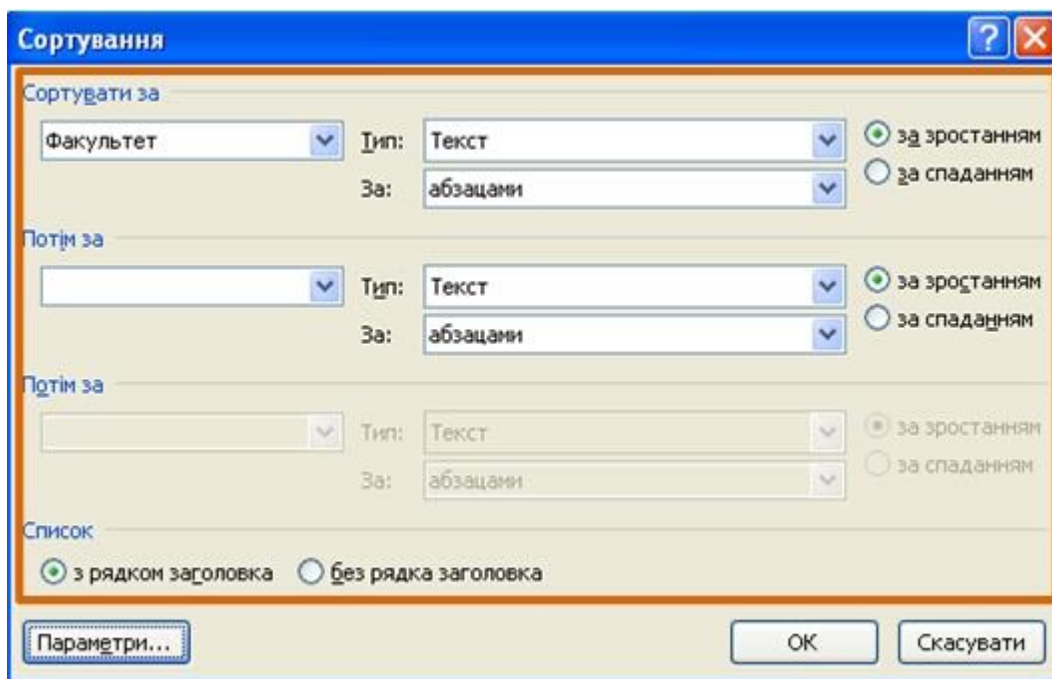 Сортування
Сортувати за
Факультет Тип: Текст за зростанням
За: абзацами за спаданням
Потім за
Тип: Текст за зростанням
За: абзацами за спаданням
Потім за
Тип: Текст за зростанням
За: абзацами за спаданням
Список
з рядком заголовка без рядка заголовка
Параметри... ОК Скасувати